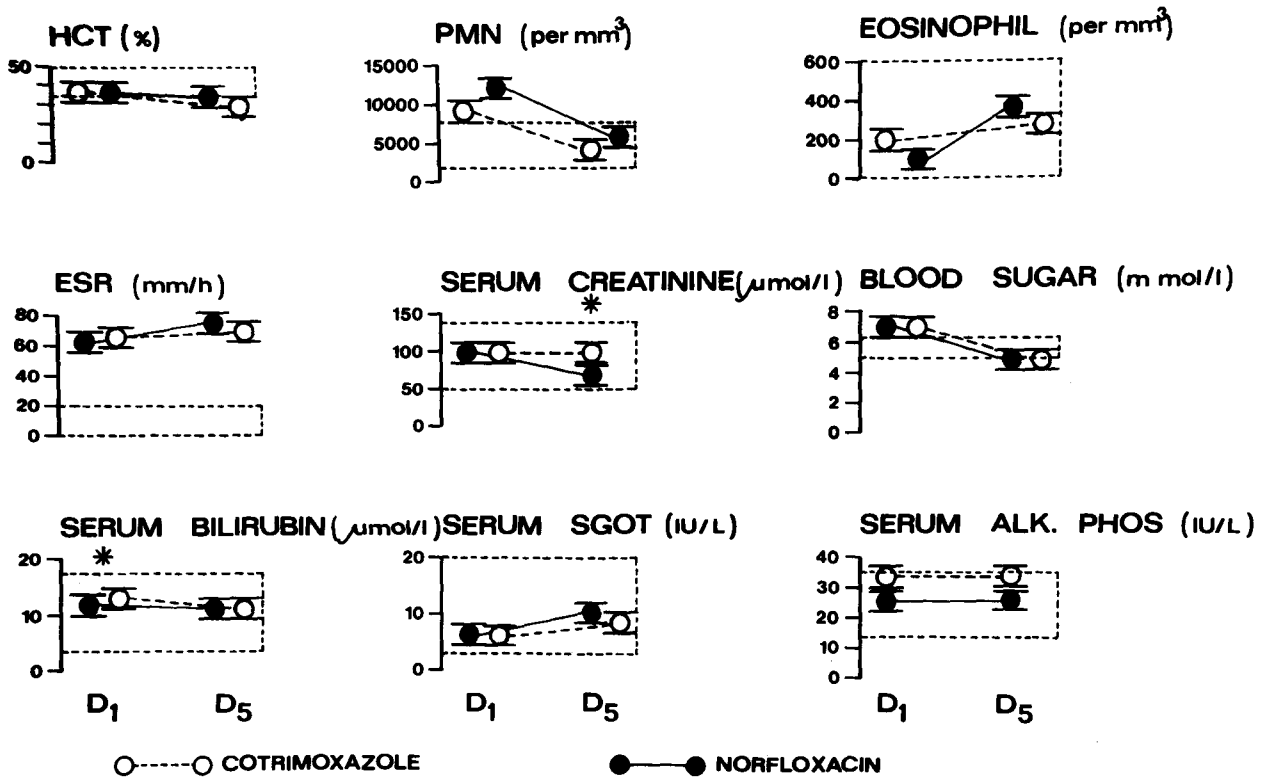 HCT (%)
50
0
PMN (per mm³)
15000
10000
5000
0
EOSINOPHIL (per mm³)
600
400
200
0
ESR (mm/h)
80
60
40
20
0
SERUM CREATININE (µmol/l)
*
150
100
50
0
BLOOD SUGAR (m mol/l)
8
6
4
2
0
SERUM BILIRUBIN (µmol/l)
*
20
10
0
SERUM SGOT (IU/L)
20
10
0
SERUM ALK. PHOS (IU/L)
40
30
20
10
0
D₁ D₅
D₁ D₅
D₁ D₅
COTRIMOXAZOLE NORFLOXACIN